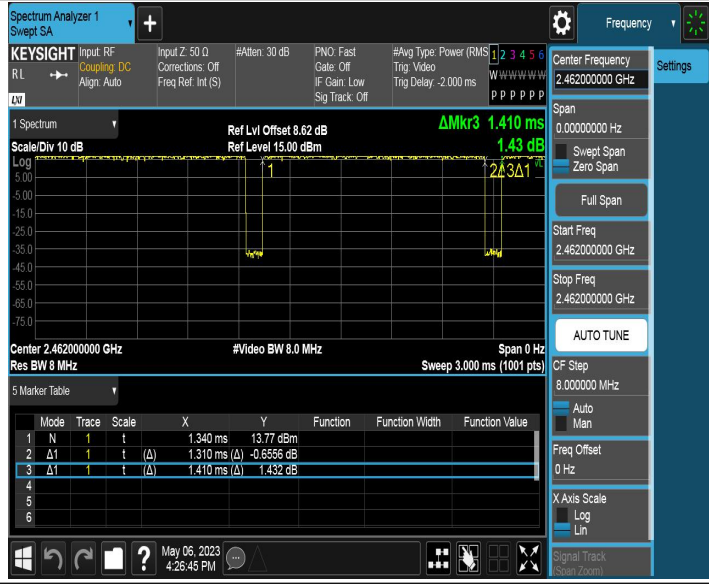 Spectrum Analyzer 1
Swept SA
Frequency
KEYSIGHT
RL
LXI
Input: RF
Coupling: DC
Align: Auto
Input Z: 50 Ω
Corrections: Off
Freq Ref: Int (S)
#Atten: 30 dB
PNO: Fast
Gate: Off
IF Gain: Low
Sig Track: Off
#Avg Type: Power (RMS
Trig: Video
Trig Delay: -2.000 ms
1 2 3 4 5 6
W W W W W W
P P P P P P
Center Frequency
2.462000000 GHz
Settings
1 Spectrum
Scale/Div 10 dB
Ref Lvl Offset 8.62 dB
Ref Level 15.00 dBm
ΔMkr3 1.410 ms
1.43 dB
Log
5.00
-5.00
-15.0
-25.0
-35.0
-45.0
-55.0
-65.0
-75.0
1
2Δ3Δ1
Center 2.462000000 GHz
Res BW 8 MHz
#Video BW 8.0 MHz
Span 0 Hz
Sweep 3.000 ms (1001 pts)
Span
0.00000000 Hz
Swept Span
Zero Span
Full Span
Start Freq
2.462000000 GHz
Stop Freq
2.462000000 GHz
AUTO TUNE
CF Step
8.000000 MHz
Auto
Man
Freq Offset
0 Hz
X Axis Scale
Log
Lin
Signal Track
(Span Zoom)
5 Marker Table
Mode Trace Scale X Y Function Function Width Function Value
1 N 1 t 1.340 ms 13.77 dBm
2 Δ1 1 t (Δ) 1.310 ms (Δ) -0.6556 dB
3 Δ1 1 t (Δ) 1.410 ms (Δ) 1.432 dB
4
5
6
?
May 06, 2023
4:26:45 PM